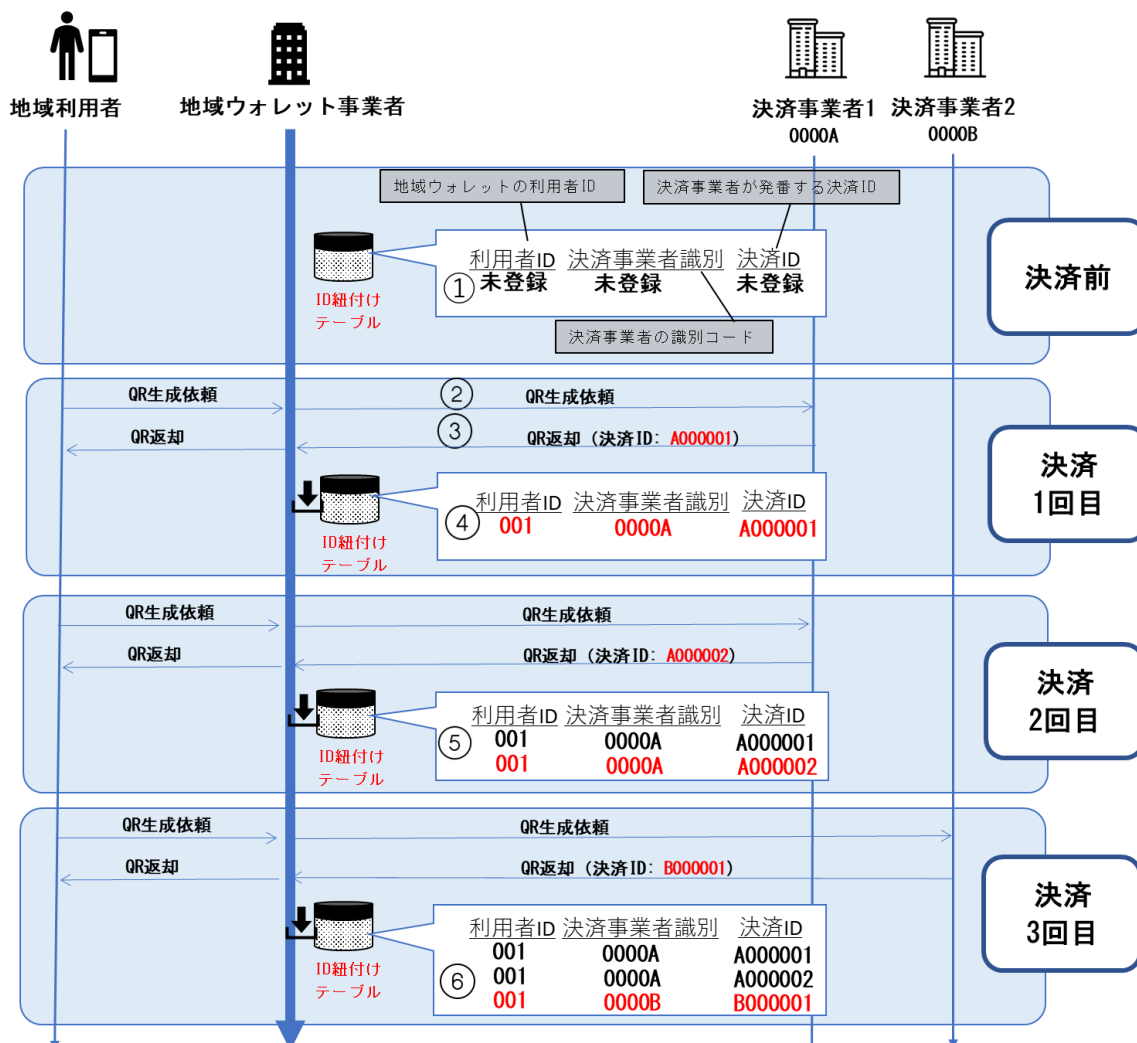 地域利用者
地域ウォレット事業者
決済事業者1
0000A
決済事業者2
0000B
地域ウォレットの利用者ID
決済事業者が発番する決済ID
利用者ID 決済事業者識別 決済ID
① 未登録 未登録 未登録
ID紐付け
テーブル
決済事業者の識別コード
決済前
QR生成依頼
② QR生成依頼
QR返却
③ QR返却 (決済ID: A000001)
利用者ID 決済事業者識別 決済ID
④ 001 0000A A000001
ID紐付け
テーブル
決済
1回目
QR生成依頼
QR生成依頼
QR返却
QR返却 (決済ID: A000002)
利用者ID 決済事業者識別 決済ID
⑤ 001 0000A A000001
001 0000A A000002
ID紐付け
テーブル
決済
2回目
QR生成依頼
QR生成依頼
QR返却
QR返却 (決済ID: B000001)
利用者ID 決済事業者識別 決済ID
001 0000A A000001
⑥ 001 0000A A000002
001 0000B B000001
ID紐付け
テーブル
決済
3回目